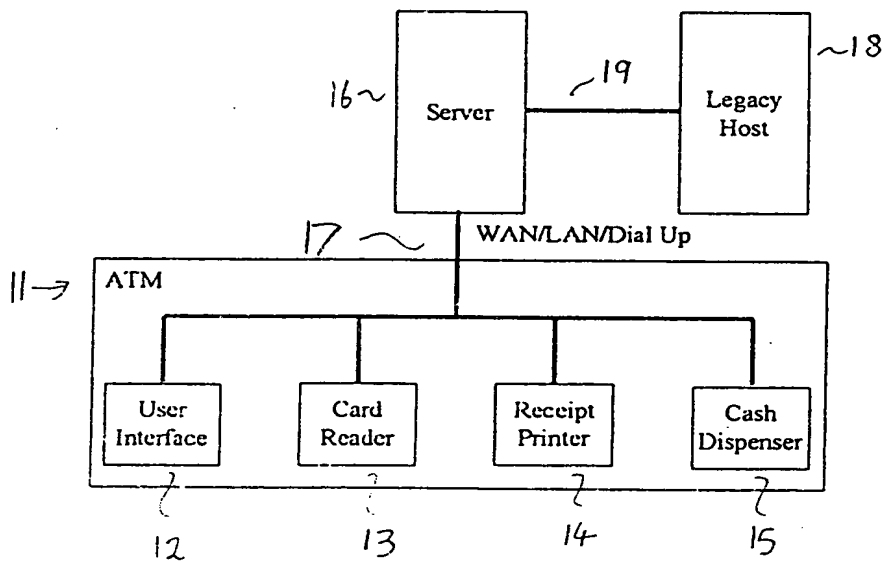 16
Server
19
Legacy
Host
18
17
WAN/LAN/Dial Up
11
ATM
User
Interface
Card
Reader
Receipt
Printer
Cash
Dispenser
12
13
14
15